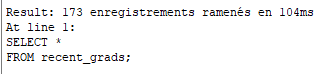 Result: 173 enregistrements ramenés en 104ms
At line 1:
SELECT *
FROM recent_grads;